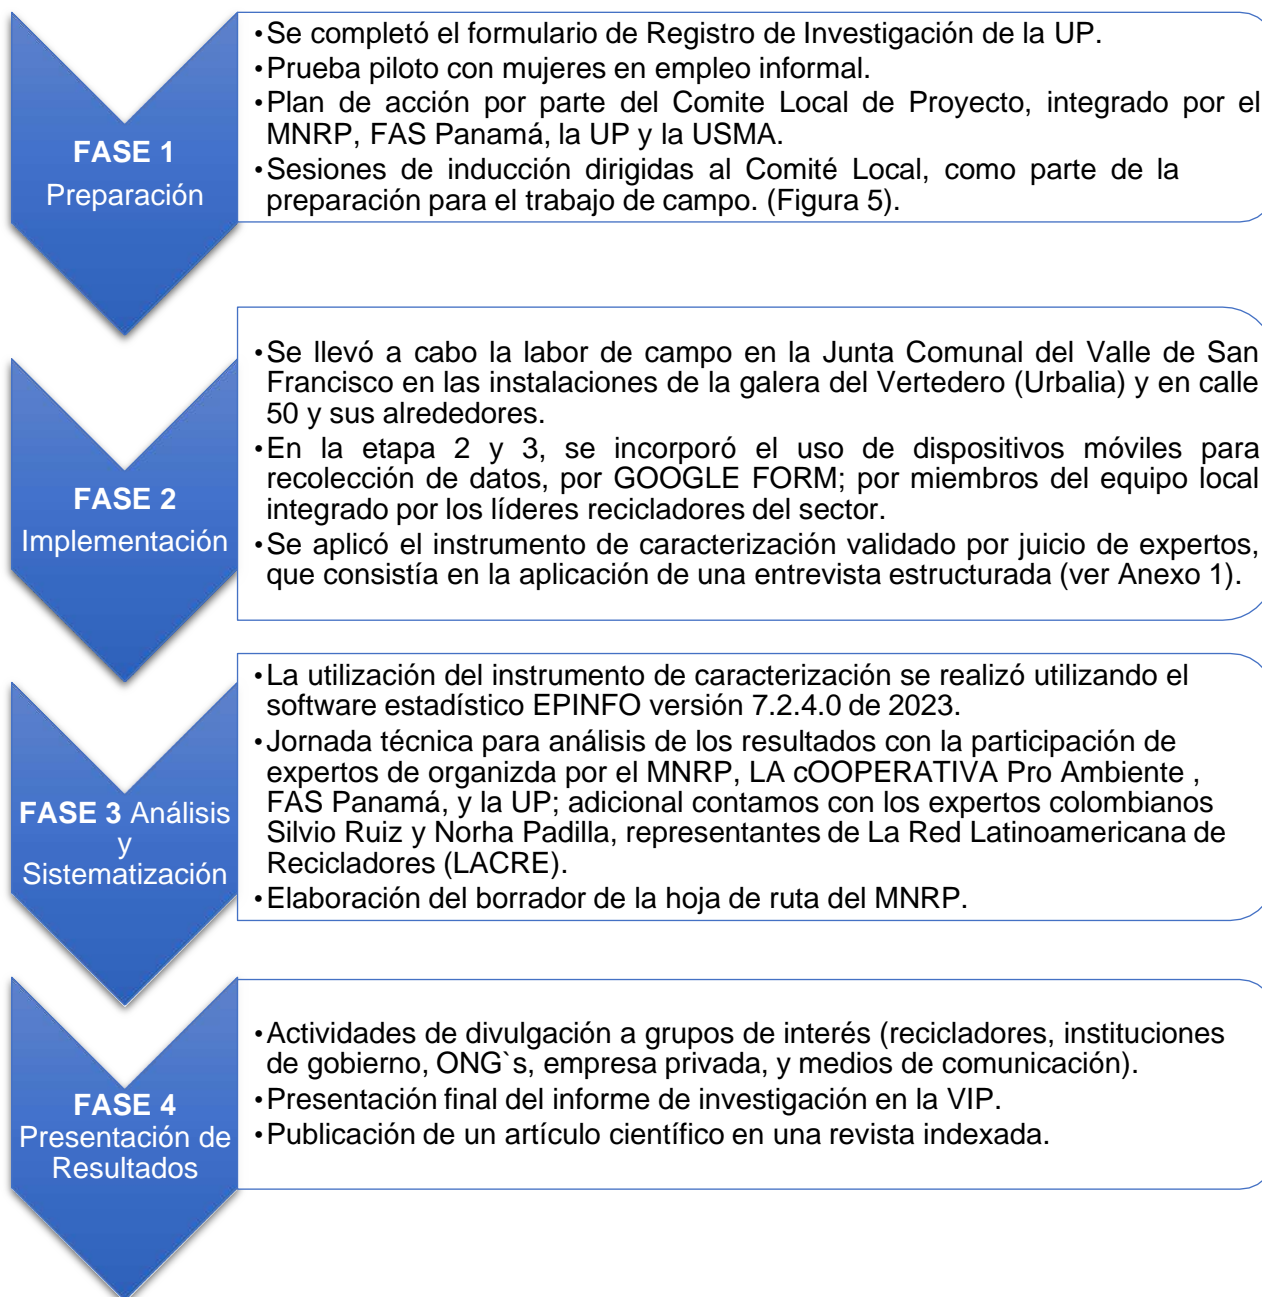 FASE 1
Preparación
•Se completó el formulario de Registro de Investigación de la UP.
•Prueba piloto con mujeres en empleo informal.
•Plan de acción por parte del Comite Local de Proyecto, integrado por el
MNRP, FAS Panamá, la UP y la USMA.
•Sesiones de inducción dirigidas al Comité Local, como parte de la
preparación para el trabajo de campo. (Figura 5).
FASE 2
Implementación
•Se llevó a cabo la labor de campo en la Junta Comunal del Valle de San
Francisco en las instalaciones de la galera del Vertedero (Urbalia) y en calle
50 y sus alrededores.
•En la etapa 2 y 3, se incorporó el uso de dispositivos móviles para
recolección de datos, por GOOGLE FORM; por miembros del equipo local
integrado por los líderes recicladores del sector.
•Se aplicó el instrumento de caracterización validado por juicio de expertos,
que consistía en la aplicación de una entrevista estructurada (ver Anexo 1).
FASE 3 Análisis
y
Sistematización
•La utilización del instrumento de caracterización se realizó utilizando el
software estadístico EPINFO versión 7.2.4.0 de 2023.
•Jornada técnica para análisis de los resultados con la participación de
expertos de organizda por el MNRP, LA cOOPERATIVA Pro Ambiente ,
FAS Panamá, y la UP; adicional contamos con los expertos colombianos
Silvio Ruiz y Norha Padilla, representantes de La Red Latinoamericana de
Recicladores (LACRE).
•Elaboración del borrador de la hoja de ruta del MNRP.
FASE 4
Presentación de
Resultados
•Actividades de divulgación a grupos de interés (recicladores, instituciones
de gobierno, ONG`s, empresa privada, y medios de comunicación).
•Presentación final del informe de investigación en la VIP.
•Publicación de un artículo científico en una revista indexada.